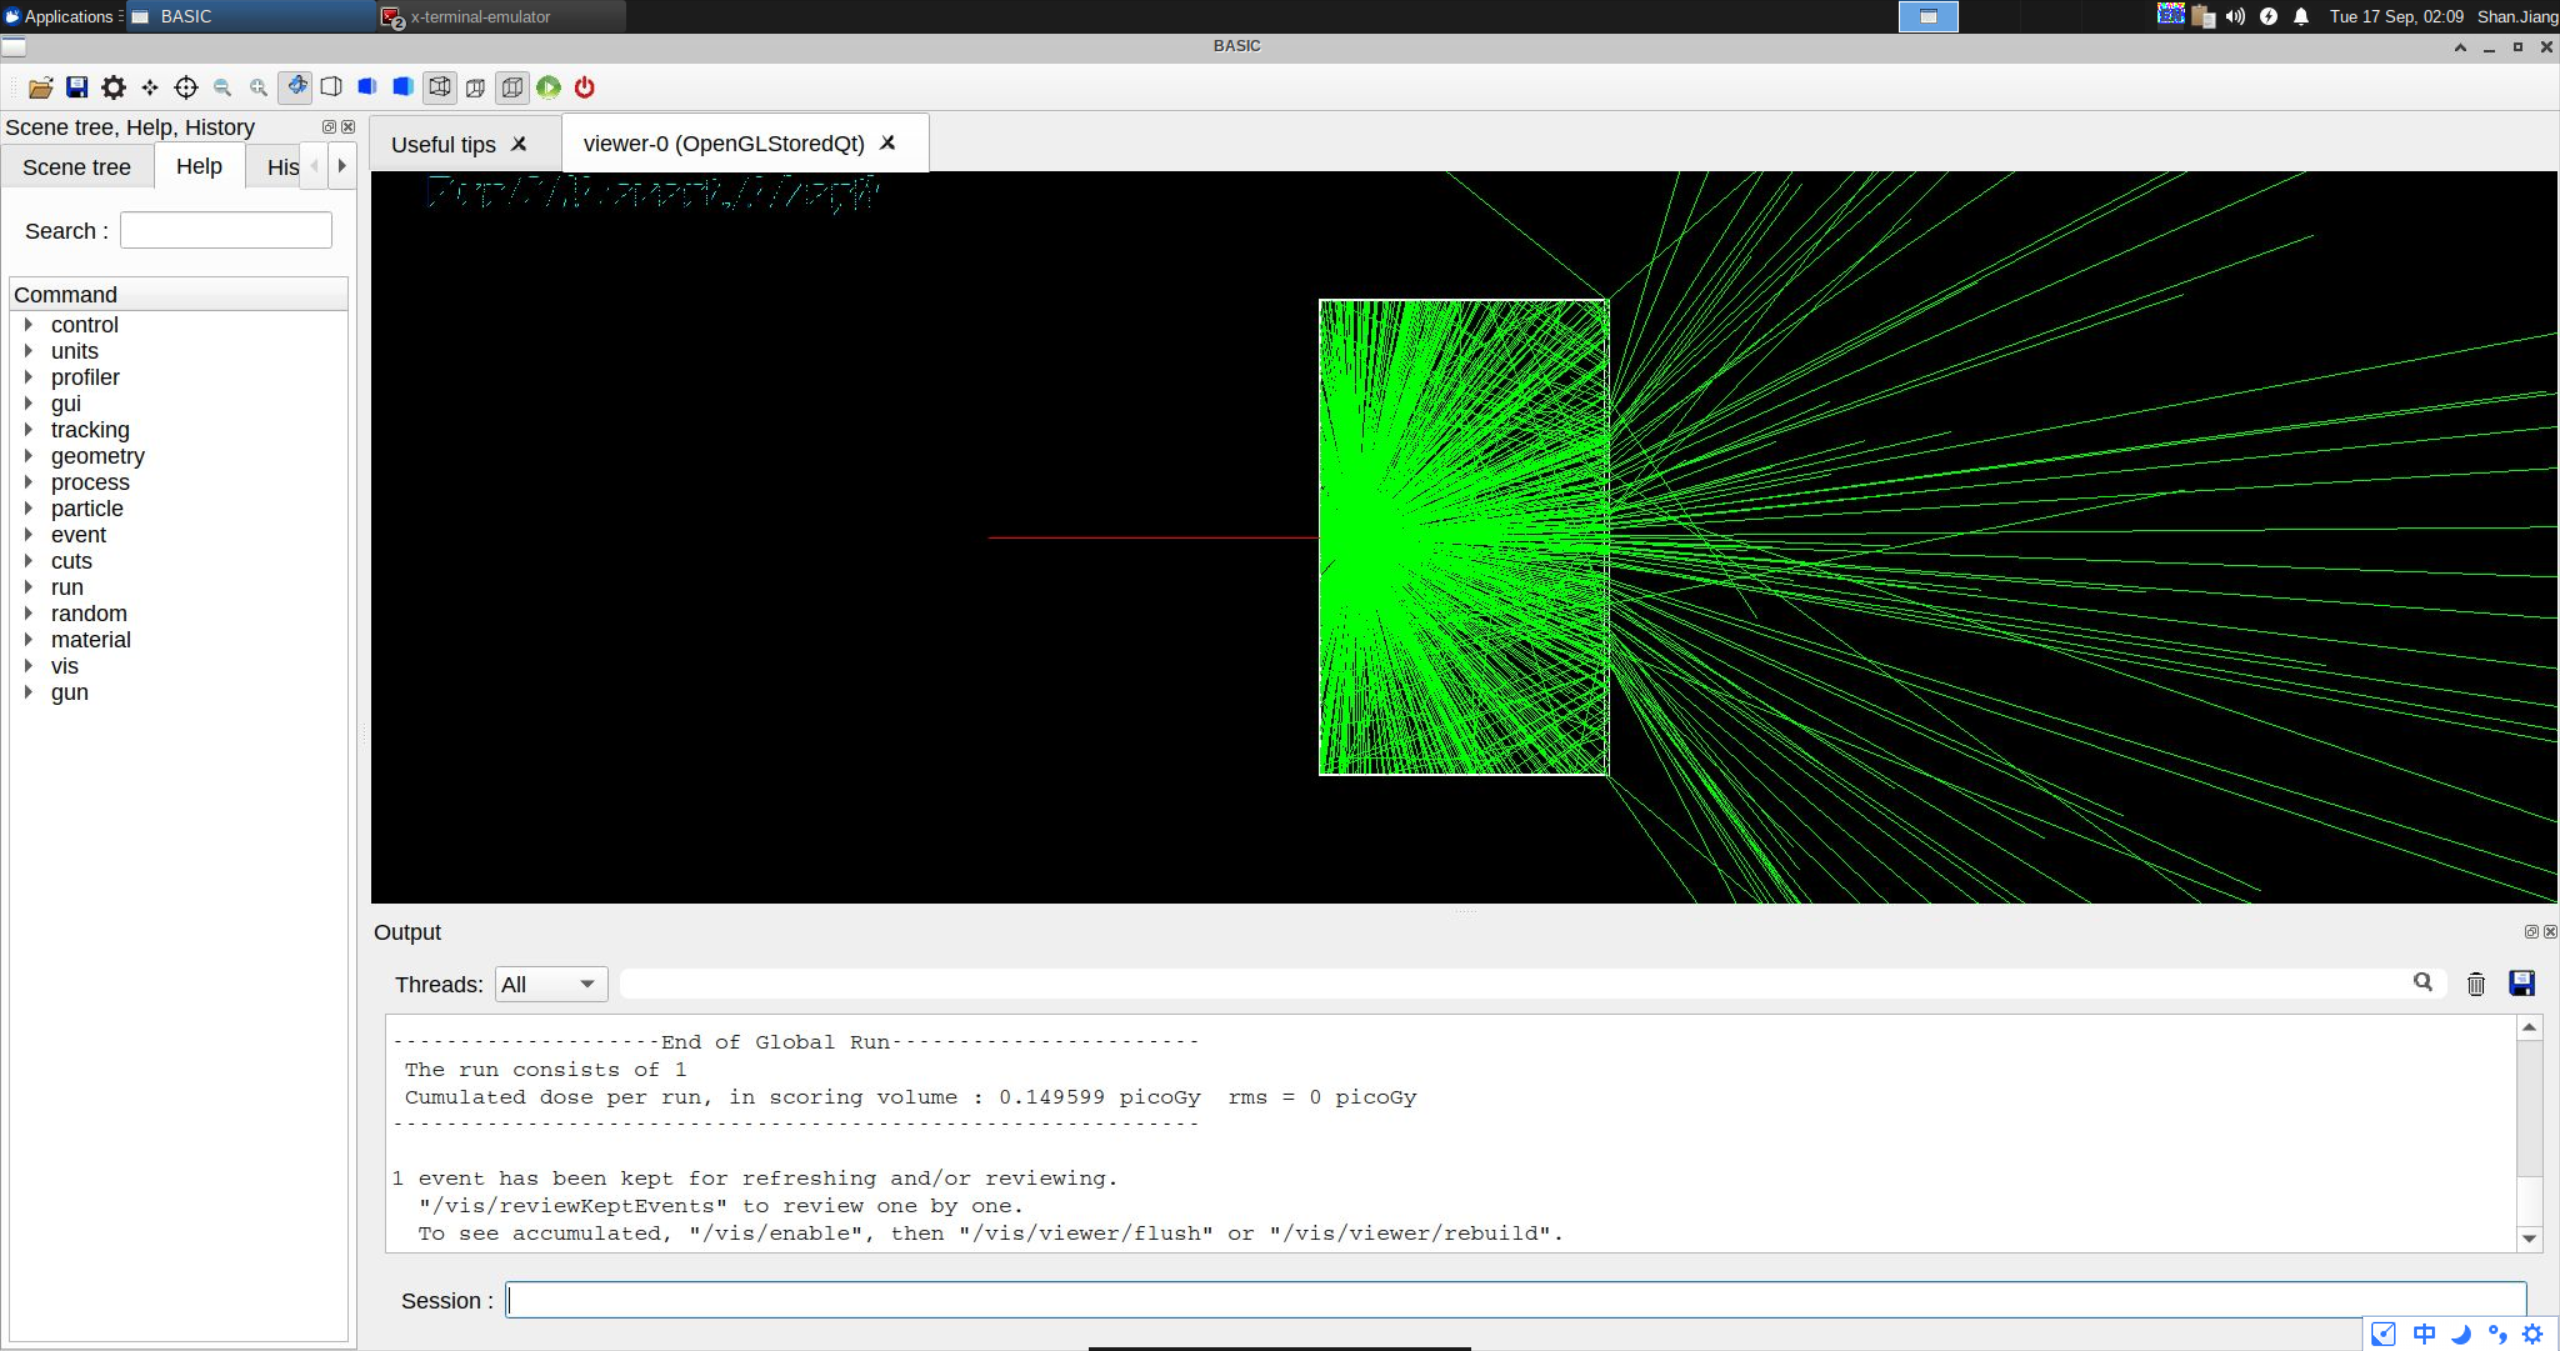 Applications
BASIC
2 x-terminal-emulator
Tue 17 Sep, 02:09 Shan.Jiang
BASIC
Scene tree, Help, History
Scene tree Help His
Useful tips
viewer-0 (OpenGLStoredQt)
Search :
Command
control
units
profiler
gui
tracking
geometry
process
particle
event
cuts
run
random
material
vis
gun
Output
Threads: All
--------------------End of Global Run-----------------------
The run consists of 1
Cumulated dose per run, in scoring volume : 0.149599 picoGy rms = 0 picoGy
------------------------------------------------------------
1 event has been kept for refreshing and/or reviewing.
"/vis/reviewKeptEvents" to review one by one.
To see accumulated, "/vis/enable", then "/vis/viewer/flush" or "/vis/viewer/rebuild".
Session :
中